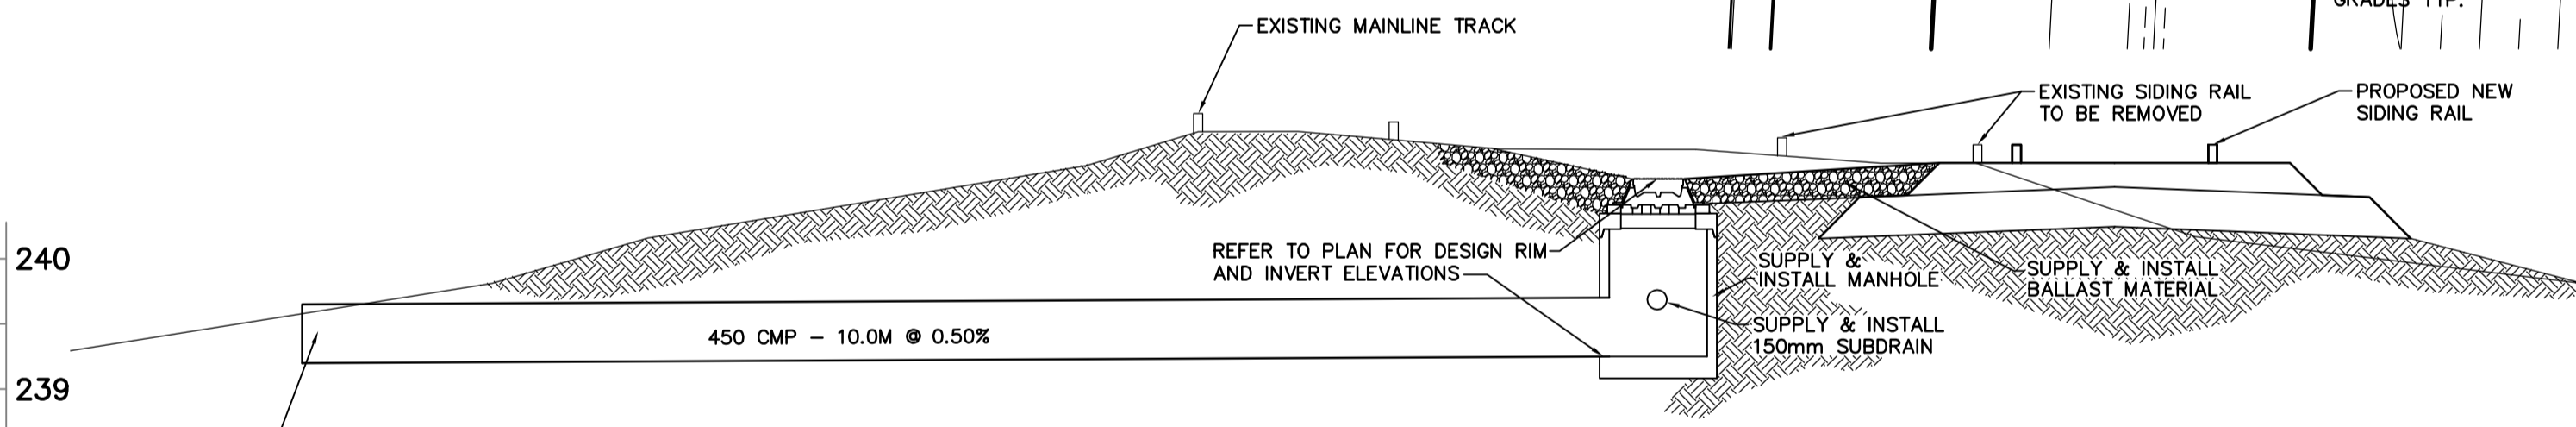 GRADES TYP.
EXISTING MAINLINE TRACK
EXISTING SIDING RAIL
TO BE REMOVED
PROPOSED NEW
SIDING RAIL
REFER TO PLAN FOR DESIGN RIM
AND INVERT ELEVATIONS
SUPPLY &
INSTALL MANHOLE
SUPPLY & INSTALL
BALLAST MATERIAL
SUPPLY & INSTALL
150mm SUBDRAIN
450 CMP – 10.0M @ 0.50%
240
239